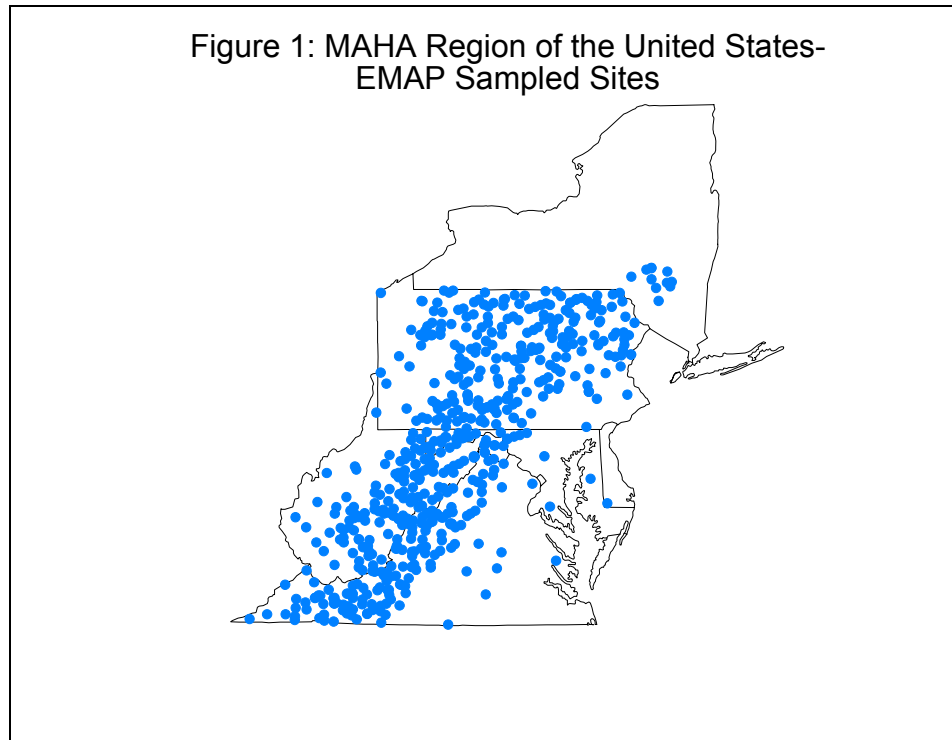 Figure 1: MAHA Region of the United States-
EMAP Sampled Sites